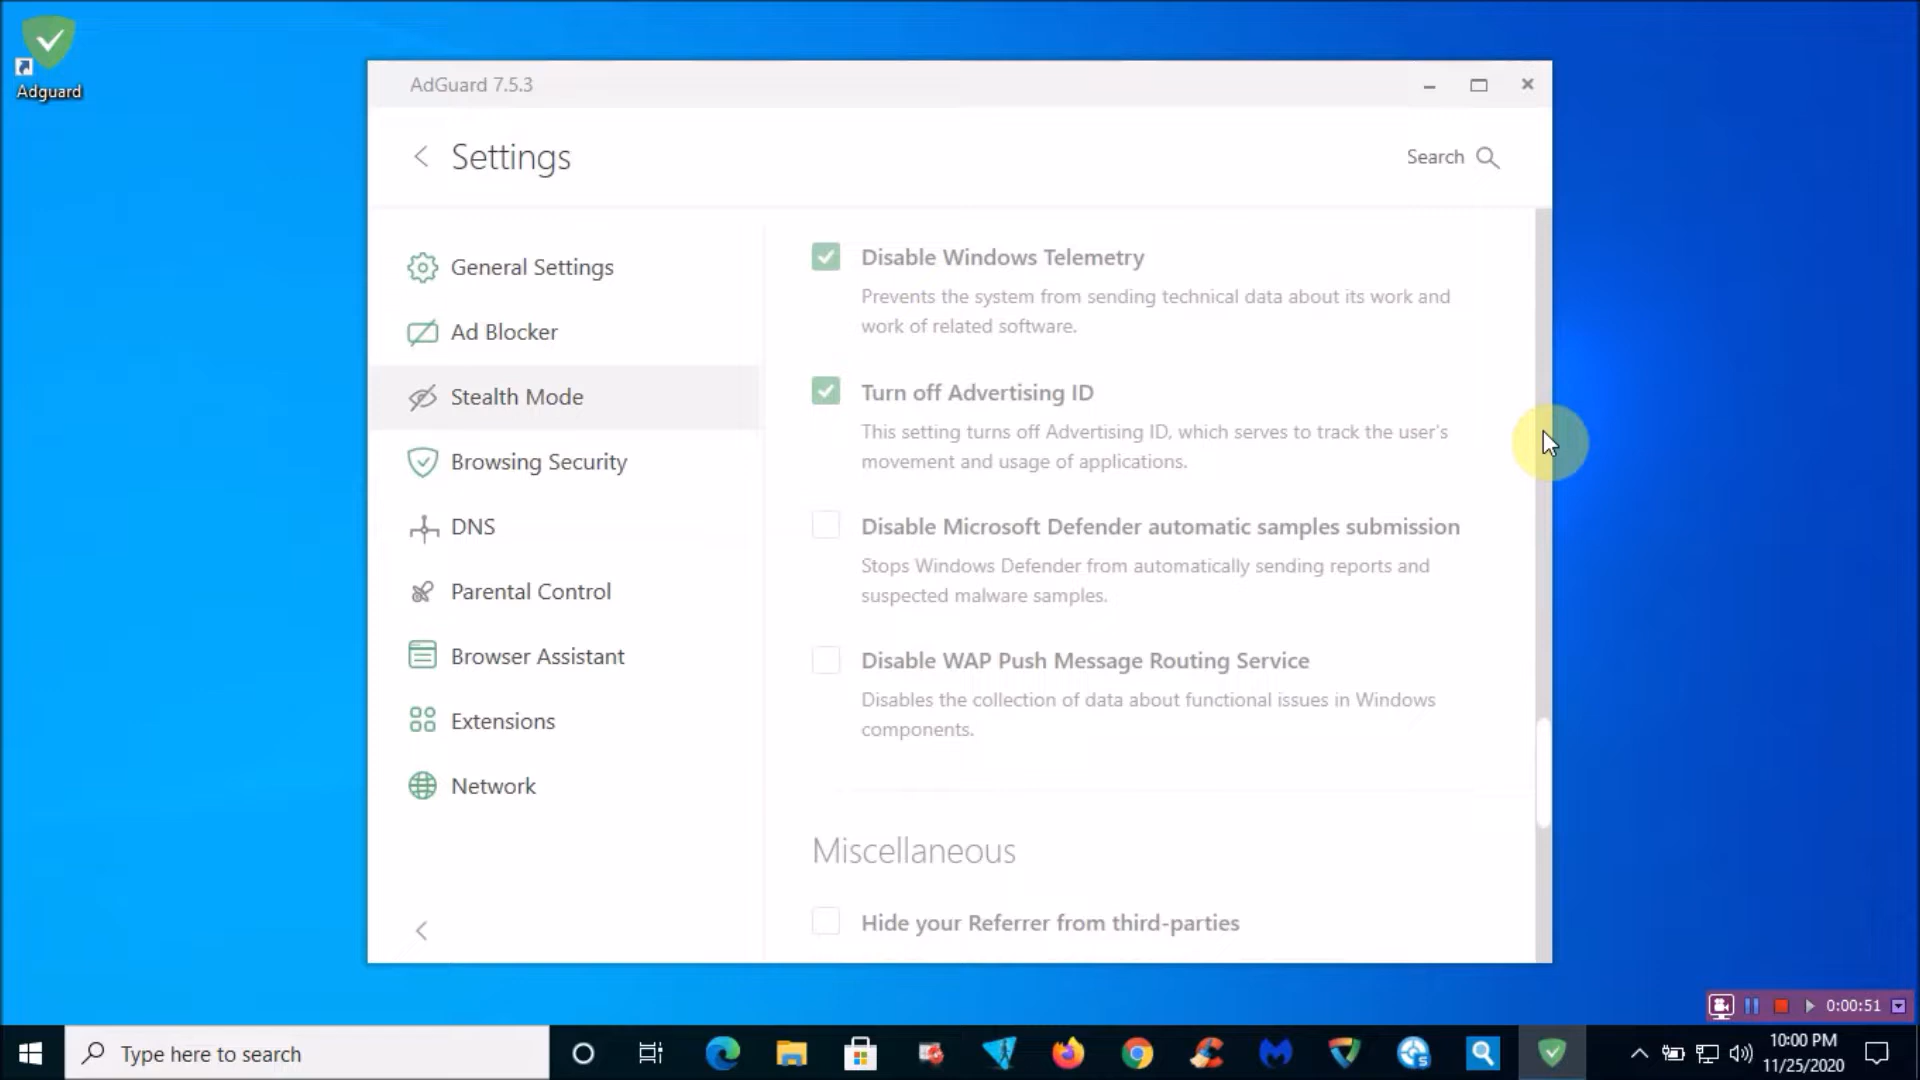 Adguard
AdGuard 7.5.3
Settings
Search
General Settings
Ad Blocker
Stealth Mode
Browsing Security
DNS
Parental Control
Browser Assistant
Extensions
Network
Disable Windows Telemetry
Prevents the system from sending technical data about its work and
work of related software.
Turn off Advertising ID
This setting turns off Advertising ID, which serves to track the user's
movement and usage of applications.
Disable Microsoft Defender automatic samples submission
Stops Windows Defender from automatically sending reports and
suspected malware samples.
Disable WAP Push Message Routing Service
Disables the collection of data about functional issues in Windows
components.
Miscellaneous
Hide your Referrer from third-parties
0:00:51
Type here to search
10:00 PM
11/25/2020